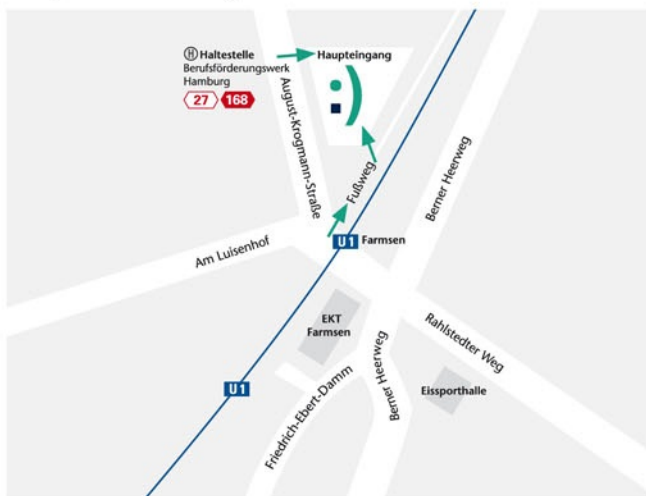 H Haltestelle
Berufsförderungswerk
Hamburg
27 168
Haupteingang
August-Krogmann-Straße
Fußweg
Berner Heerweg
U1 Farmsen
Am Luisenhof
EKT
Farmsen
Rahlstedter Weg
Berner Heerweg
Eissporthalle
U1
Friedrich-Ebert-Damm